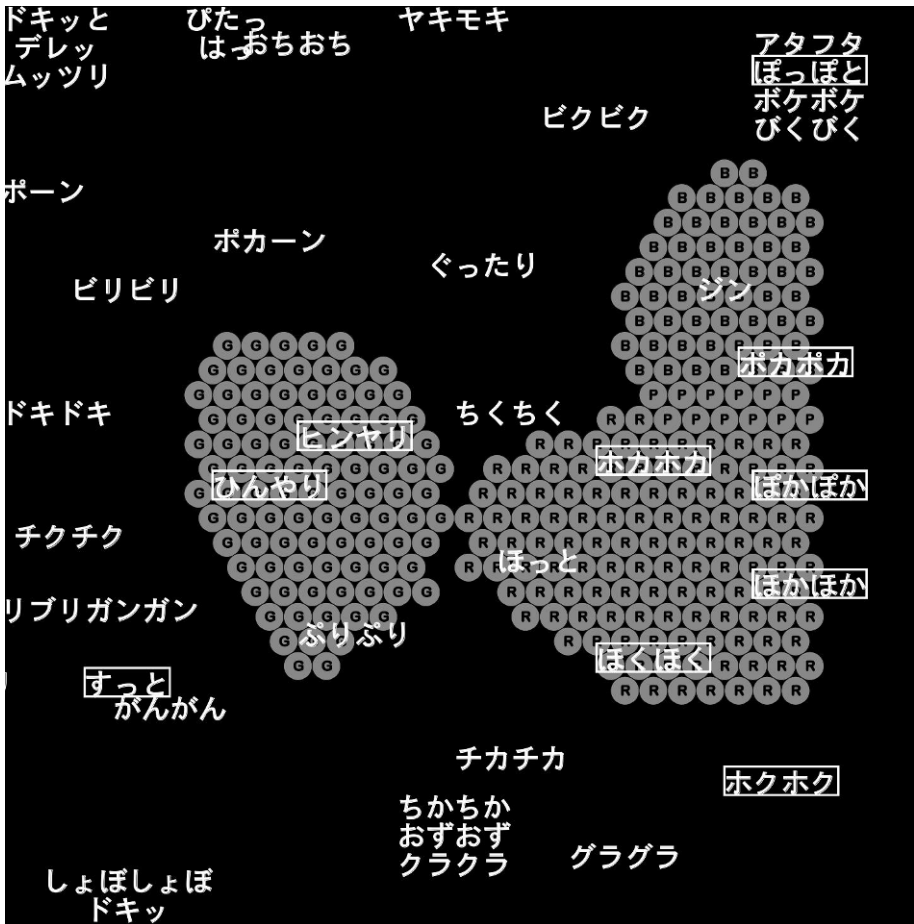 ドキッと
ぴたっ
ヤキモキ
デレッ
はっ
おちおち
アタフタ
ムッツリ
ぽっぽと
ボケボケ
ビクビク
びくびく
B B
B B B B B
ポーン
B B B B B B
ポカーン
B B B B B B
ぐったり
B B B B B B B
ビリビリ
ジン
B B B B B B B
B B B B B B B
G G G G G
B B B B B B B
ポカポカ
G G G G G G G
B B B B B B B
G G G G G G G G
P P P P P P
ドキドキ
ちくちく
G G G G G G G G
R R P P P P P P
ヒンヤリ
ホカホカ
ひんやり
ぽかぽか
G G G G G G G G G
R R R R R R R R R R R R R
チクチク
ほっと
ほかほか
リブリガンガン
ぷりぷり
ほくほく
すっと
G G
R R R R R R R
がんがん
チカチカ
ホクホク
ちかちか
おずおず
クラクラ
グラグラ
しょぼしょぼ
ドキッ